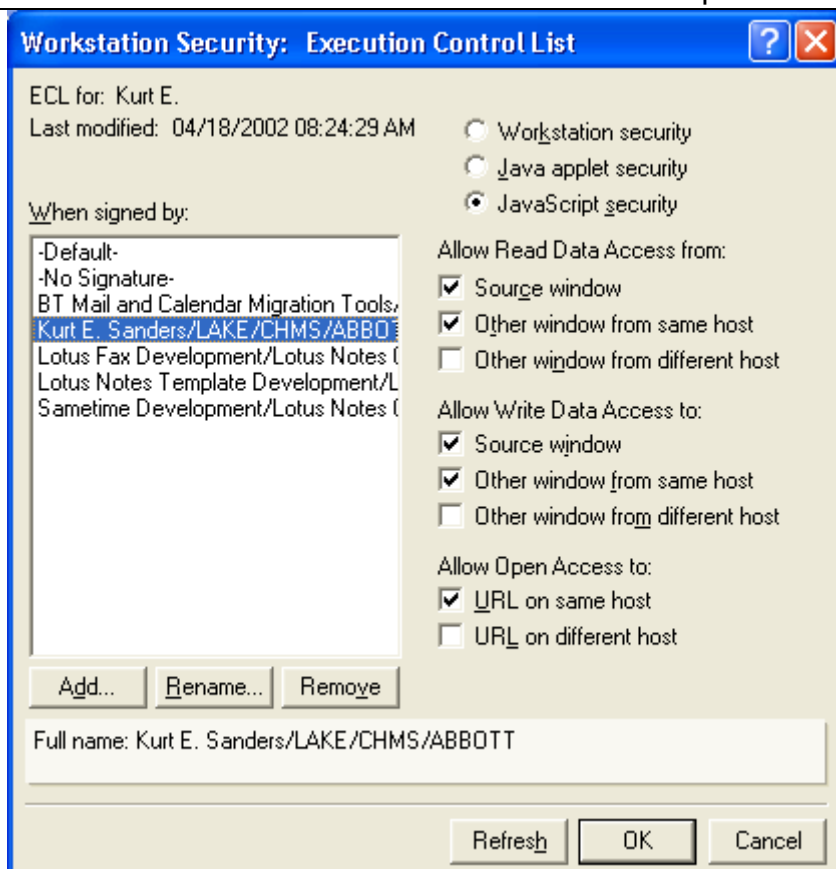 Workstation Security: Execution Control List
ECL for: Kurt E.
Last modified: 04/18/2002 08:24:29 AM
Workstation security
Java applet security
JavaScript security
When signed by:
-Default-
-No Signature-
BT Mail and Calendar Migration Tools/
Kurt E. Sanders/LAKE/CHMS/ABBO
Lotus Fax Development/Lotus Notes (
Lotus Notes Template Development/L
Sametime Development/Lotus Notes (
Add...
Rename...
Remove
Allow Read Data Access from:
Source window
Other window from same host
Other window from different host
Allow Write Data Access to:
Source window
Other window from same host
Other window from different host
Allow Open Access to:
URL on same host
URL on different host
Full name: Kurt E. Sanders/LAKE/CHMS/ABBOTT
Refresh
OK
Cancel